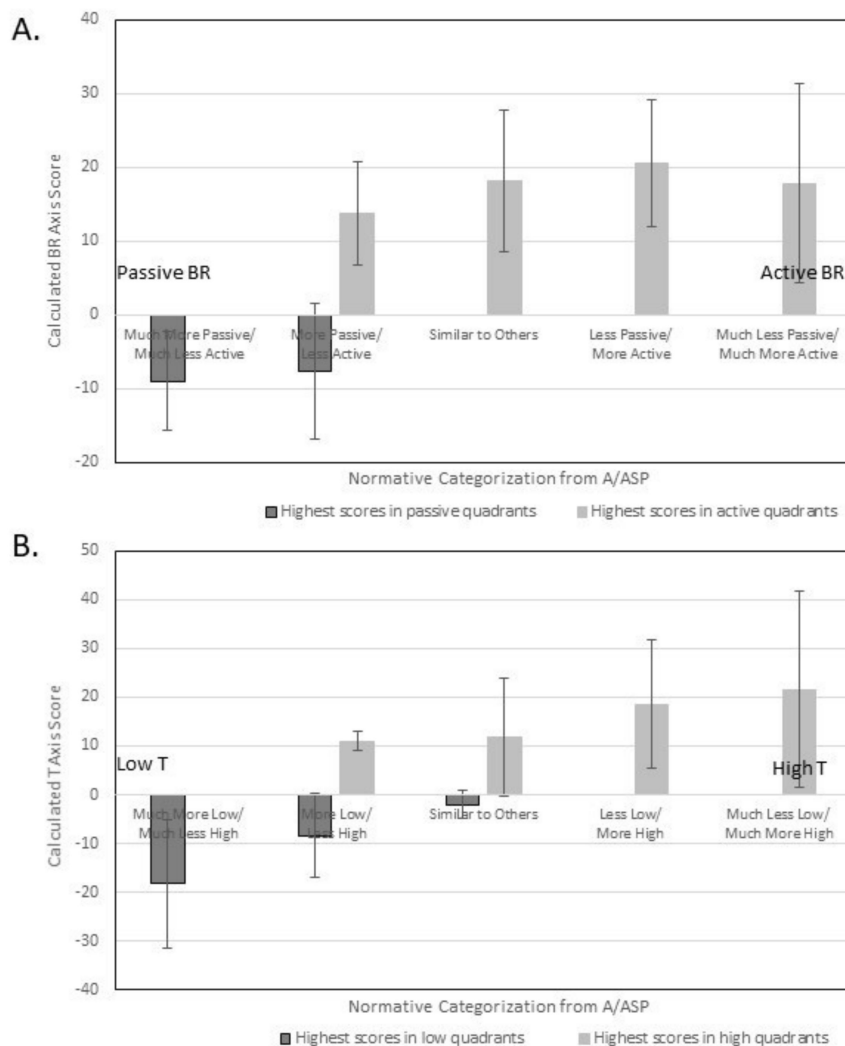 A.
40
30
20
10
0
-10
-20
Calculated BR Axis Score
Passive BR
Active BR
Much More Passive/
Much Less Active
More Passive/
Less Active
Similar to Others
Less Passive/
More Active
Much Less Passive/
Much More Active
Normative Categorization from A/ASP
Highest scores in passive quadrants
Highest scores in active quadrants
B.
50
40
30
20
10
0
-10
-20
-30
-40
Calculated T Axis Score
Low T
High T
Much More Low/
Much Less High
More Low/
Less High
Similar to Others
Less Low/
More High
Much Less Low/
Much More High
Normative Categorization from A/ASP
Highest scores in low quadrants
Highest scores in high quadrants